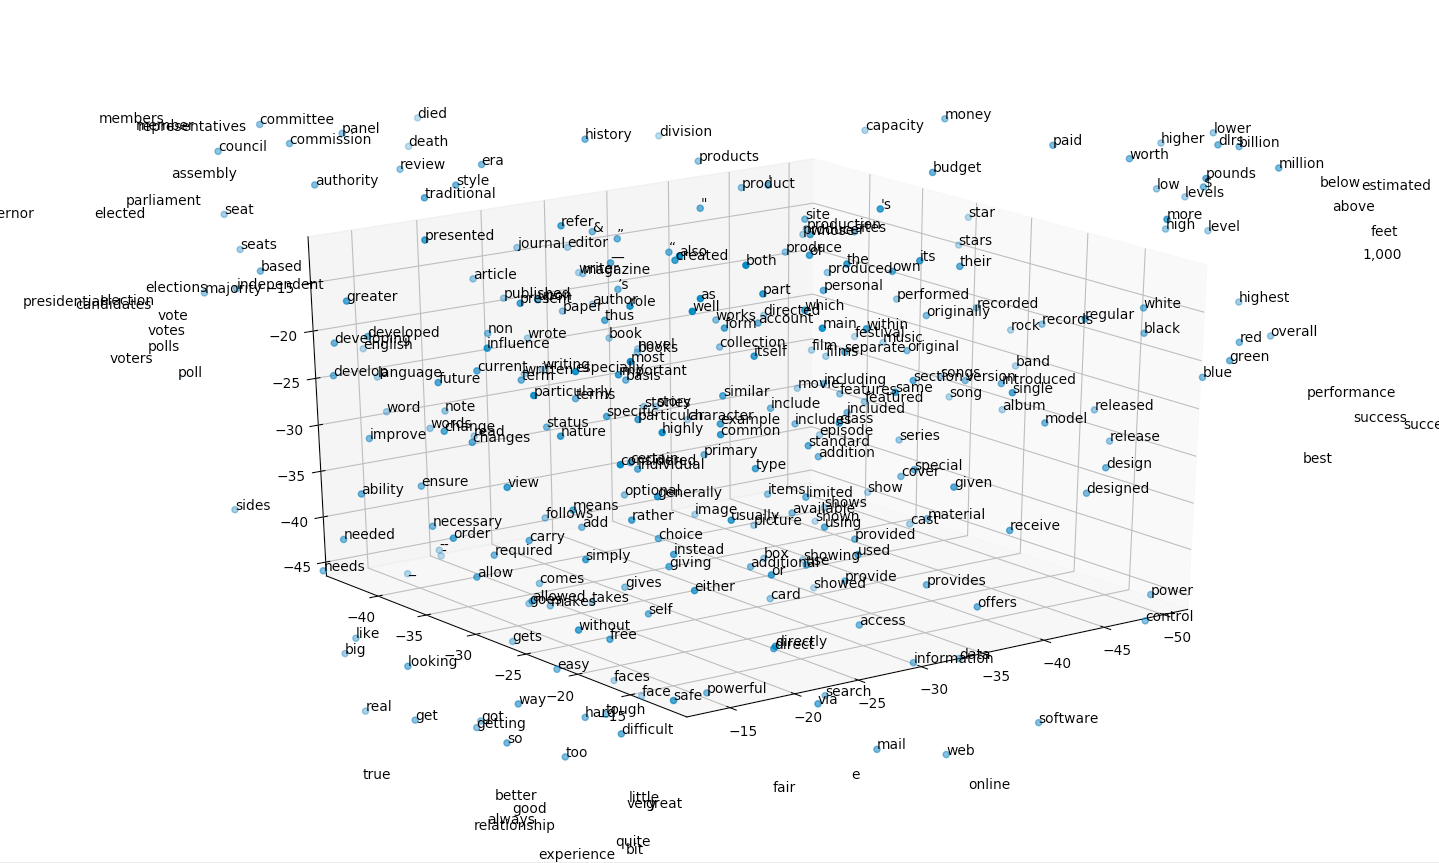 died
members
committee
money
member
representatives
panel
lower
history
division
capacity
commission
death
paid
higher
dlrs
billion
council
era
products
worth
review
budget
million
assembly
authority
style
product
pounds
low
$
below
estimated
traditional
levels
parliament
above
elected
seat
"
's
star
more
site
high
level
refer
&
production
feet
presented
”
seats
journal
editor
“
also
produce
stars
1,000
created
both
the
its
own
their
based
writer
magazine
produced
article
independent
elections
majority
−15
's
part
personal
presidential
election
candidates
greater
published
present
author
role
as
performed
highest
paper
well
directed
which
recorded
white
vote
thus
works
account
originally
records
regular
form
main
within
rock
black
votes
−20
developed
non
wrote
book
festival
red
overall
developing
music
polls
english
influence
novel
books
collection
itself
film
films
separate
original
green
voters
most
band
poll
develop
language
current
writing
written
especially
important
basis
blue
−25
future
term
including
section
songs
version
introduced
movie
features
same
single
performance
particularly
terms
similar
song
word
note
stories
story
include
featured
included
album
released
specific
particular
character
example
includes
class
model
success
−30
words
change
status
highly
common
episode
improve
read
changes
nature
standard
series
release
primary
addition
certain
considered
individual
type
special
best
−35
cover
design
view
ability
ensure
optional
generally
items
limited
show
given
designed
sides
means
shows
−40
follows
image
available
shown
material
necessary
add
rather
usually
picture
using
cast
receive
needed
order
carry
choice
provided
required
instead
box
showing
used
−45
needs
simply
giving
additional
use
–
allow
comes
or
gives
either
showed
provide
provides
power
allowed
goes
makes
takes
card
offers
−40
self
control
−35
like
without
free
access
−50
big
gets
directly
direct
−45
looking
−30
easy
information
data
−40
−25
faces
−35
real
−20
face
safe
powerful
search
−30
get
way
via
−25
got
getting
hard
tough
−15
−20
software
so
difficult
−15
too
mail
web
true
e
better
little
fair
online
good
very
great
always
relationship
quite
bit
experience